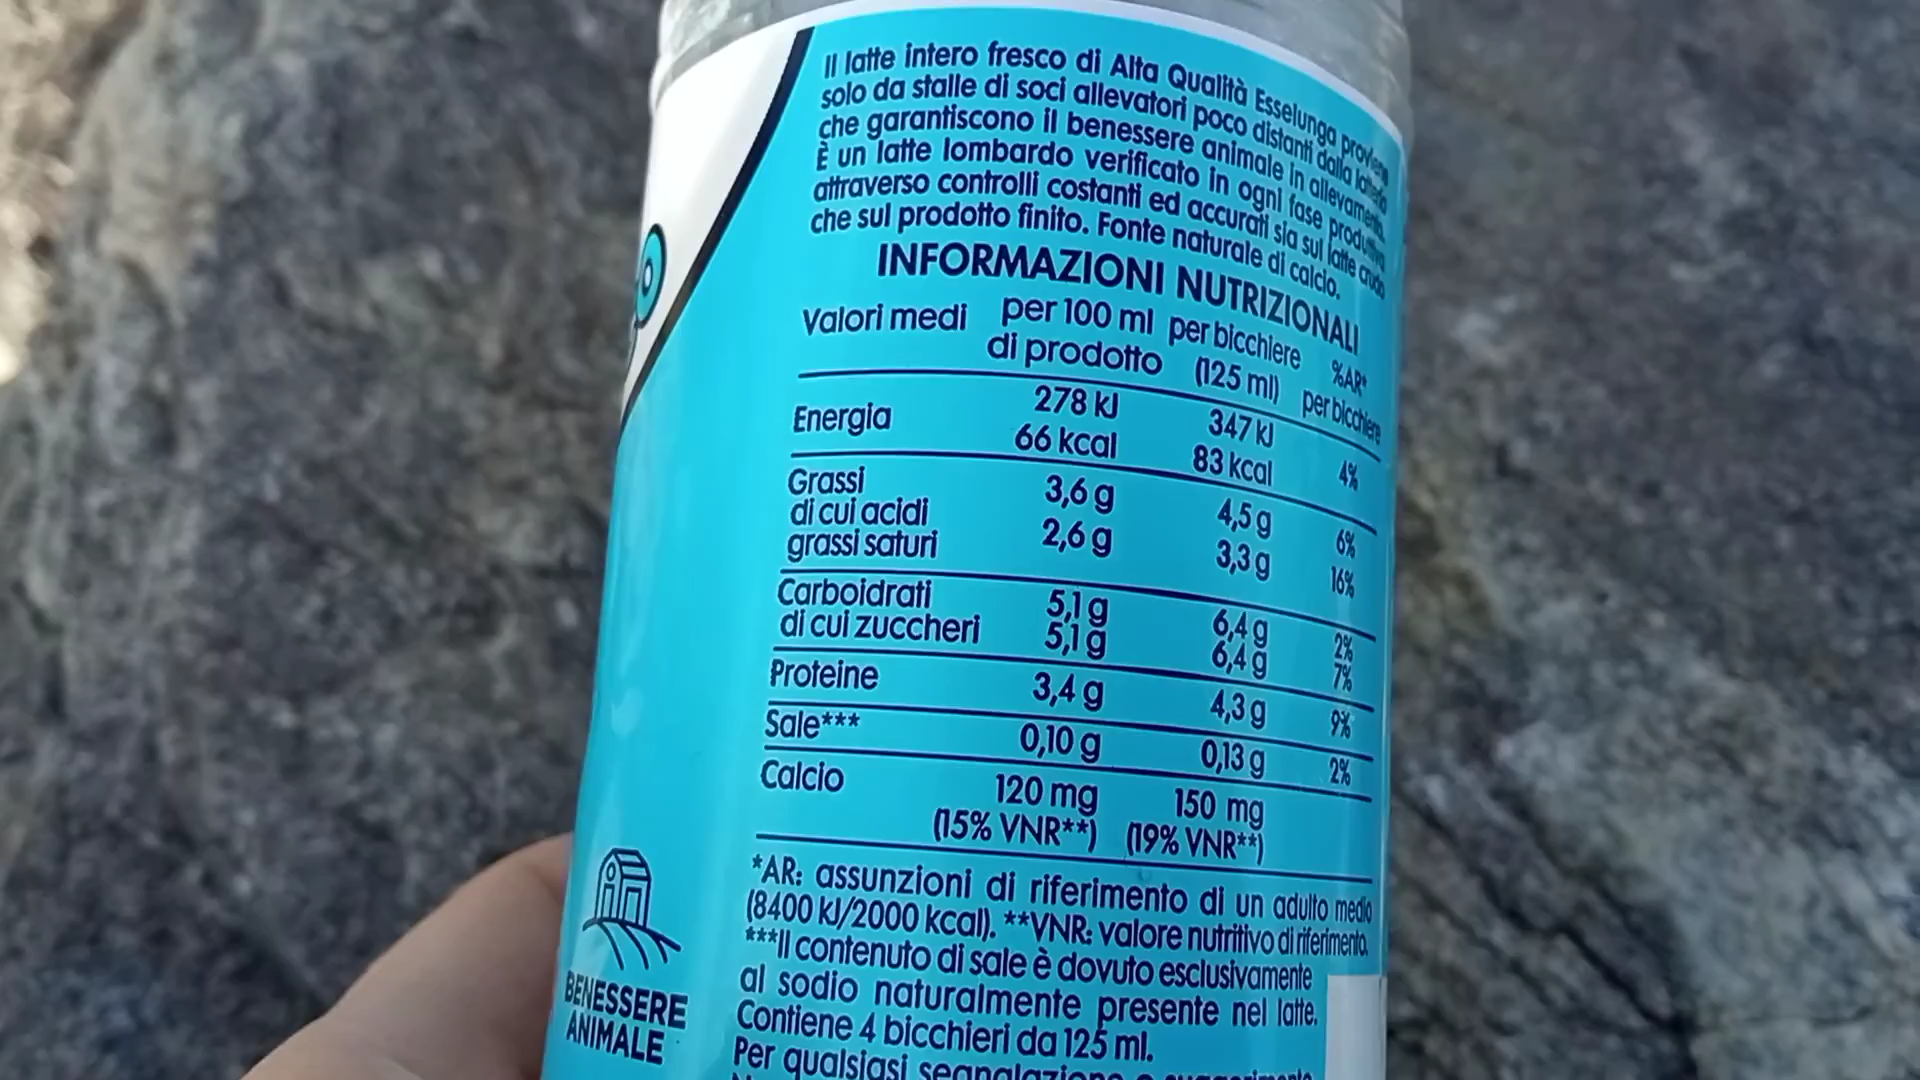 Il latte intero fresco di Alta Qualità Esselunga proviene
solo da stalle di soci allevatori poco distanti dalla latteria
che garantiscono il benessere animale in allevamento.
È un latte lombardo verificato in ogni fase produttiva
attraverso controlli costanti ed accurati sia sul latte crudo
che sul prodotto finito. Fonte naturale di calcio.
INFORMAZIONI NUTRIZIONALI
Valori medi per 100 ml di prodotto per bicchiere (125 ml) %AR* per bicchiere
Energia 278 kJ 347 kJ
66 kcal 83 kcal 4%
Grassi 3,6 g 4,5 g 6%
di cui acidi
grassi saturi 2,6 g 3,3 g 16%
Carboidrati 5,1 g 6,4 g 2%
di cui zuccheri 5,1 g 6,4 g 7%
Proteine 3,4 g 4,3 g 9%
Sale*** 0,10 g 0,13 g 2%
Calcio 120 mg 150 mg
(15% VNR**) (19% VNR**)
*AR: assunzioni di riferimento di un adulto medio
(8400 kJ/2000 kcal). **VNR: valore nutritivo di riferimento.
***Il contenuto di sale è dovuto esclusivamente
al sodio naturalmente presente nel latte.
Contiene 4 bicchieri da 125 ml.
Per qualsiasi segnalazione o suggerimento
BENESSERE
ANIMALE